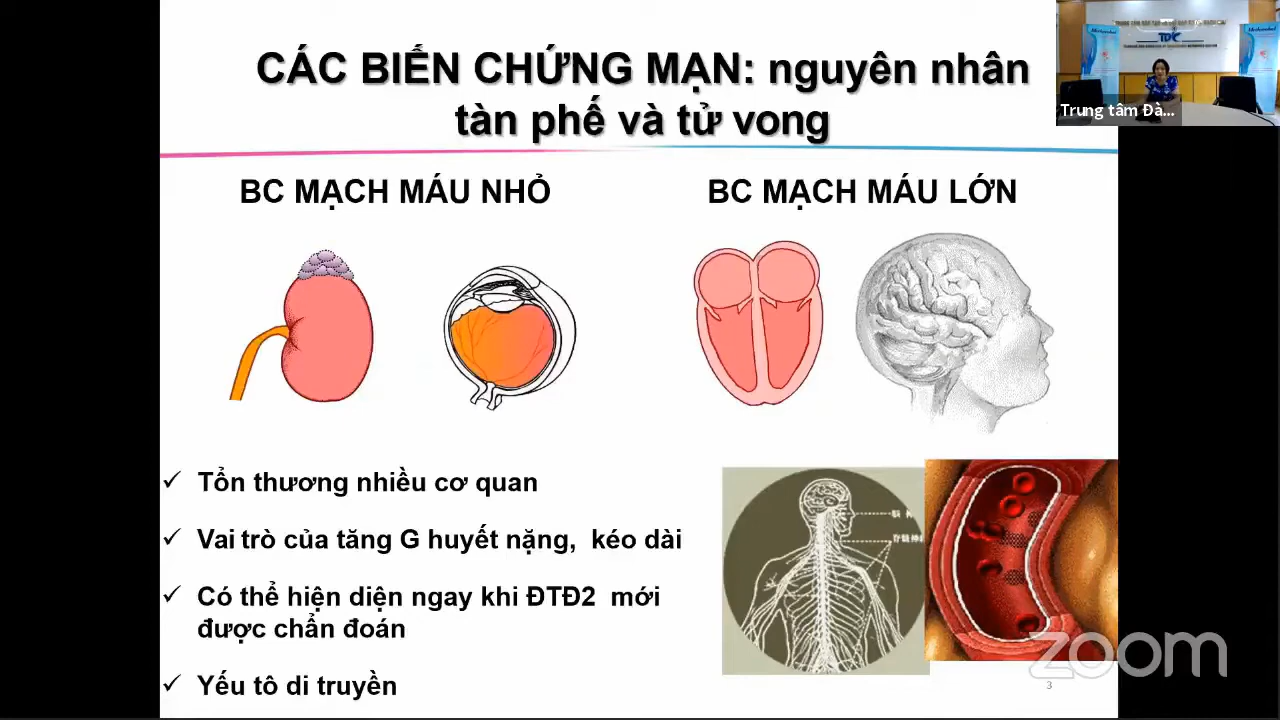 CÁC BIẾN CHỨNG MẠN: nguyên nhân
tàn phế và tử vong
TDC
Trung tâm Đà...
BC MẠCH MÁU NHỎ
BC MẠCH MÁU LỚN
✓ Tổn thương nhiều cơ quan
✓ Vai trò của tăng G huyết nặng, kéo dài
✓ Có thể hiện diện ngay khi ĐTĐ2 mới
được chẩn đoán
✓ Yếu tô di truyền
zoom
3